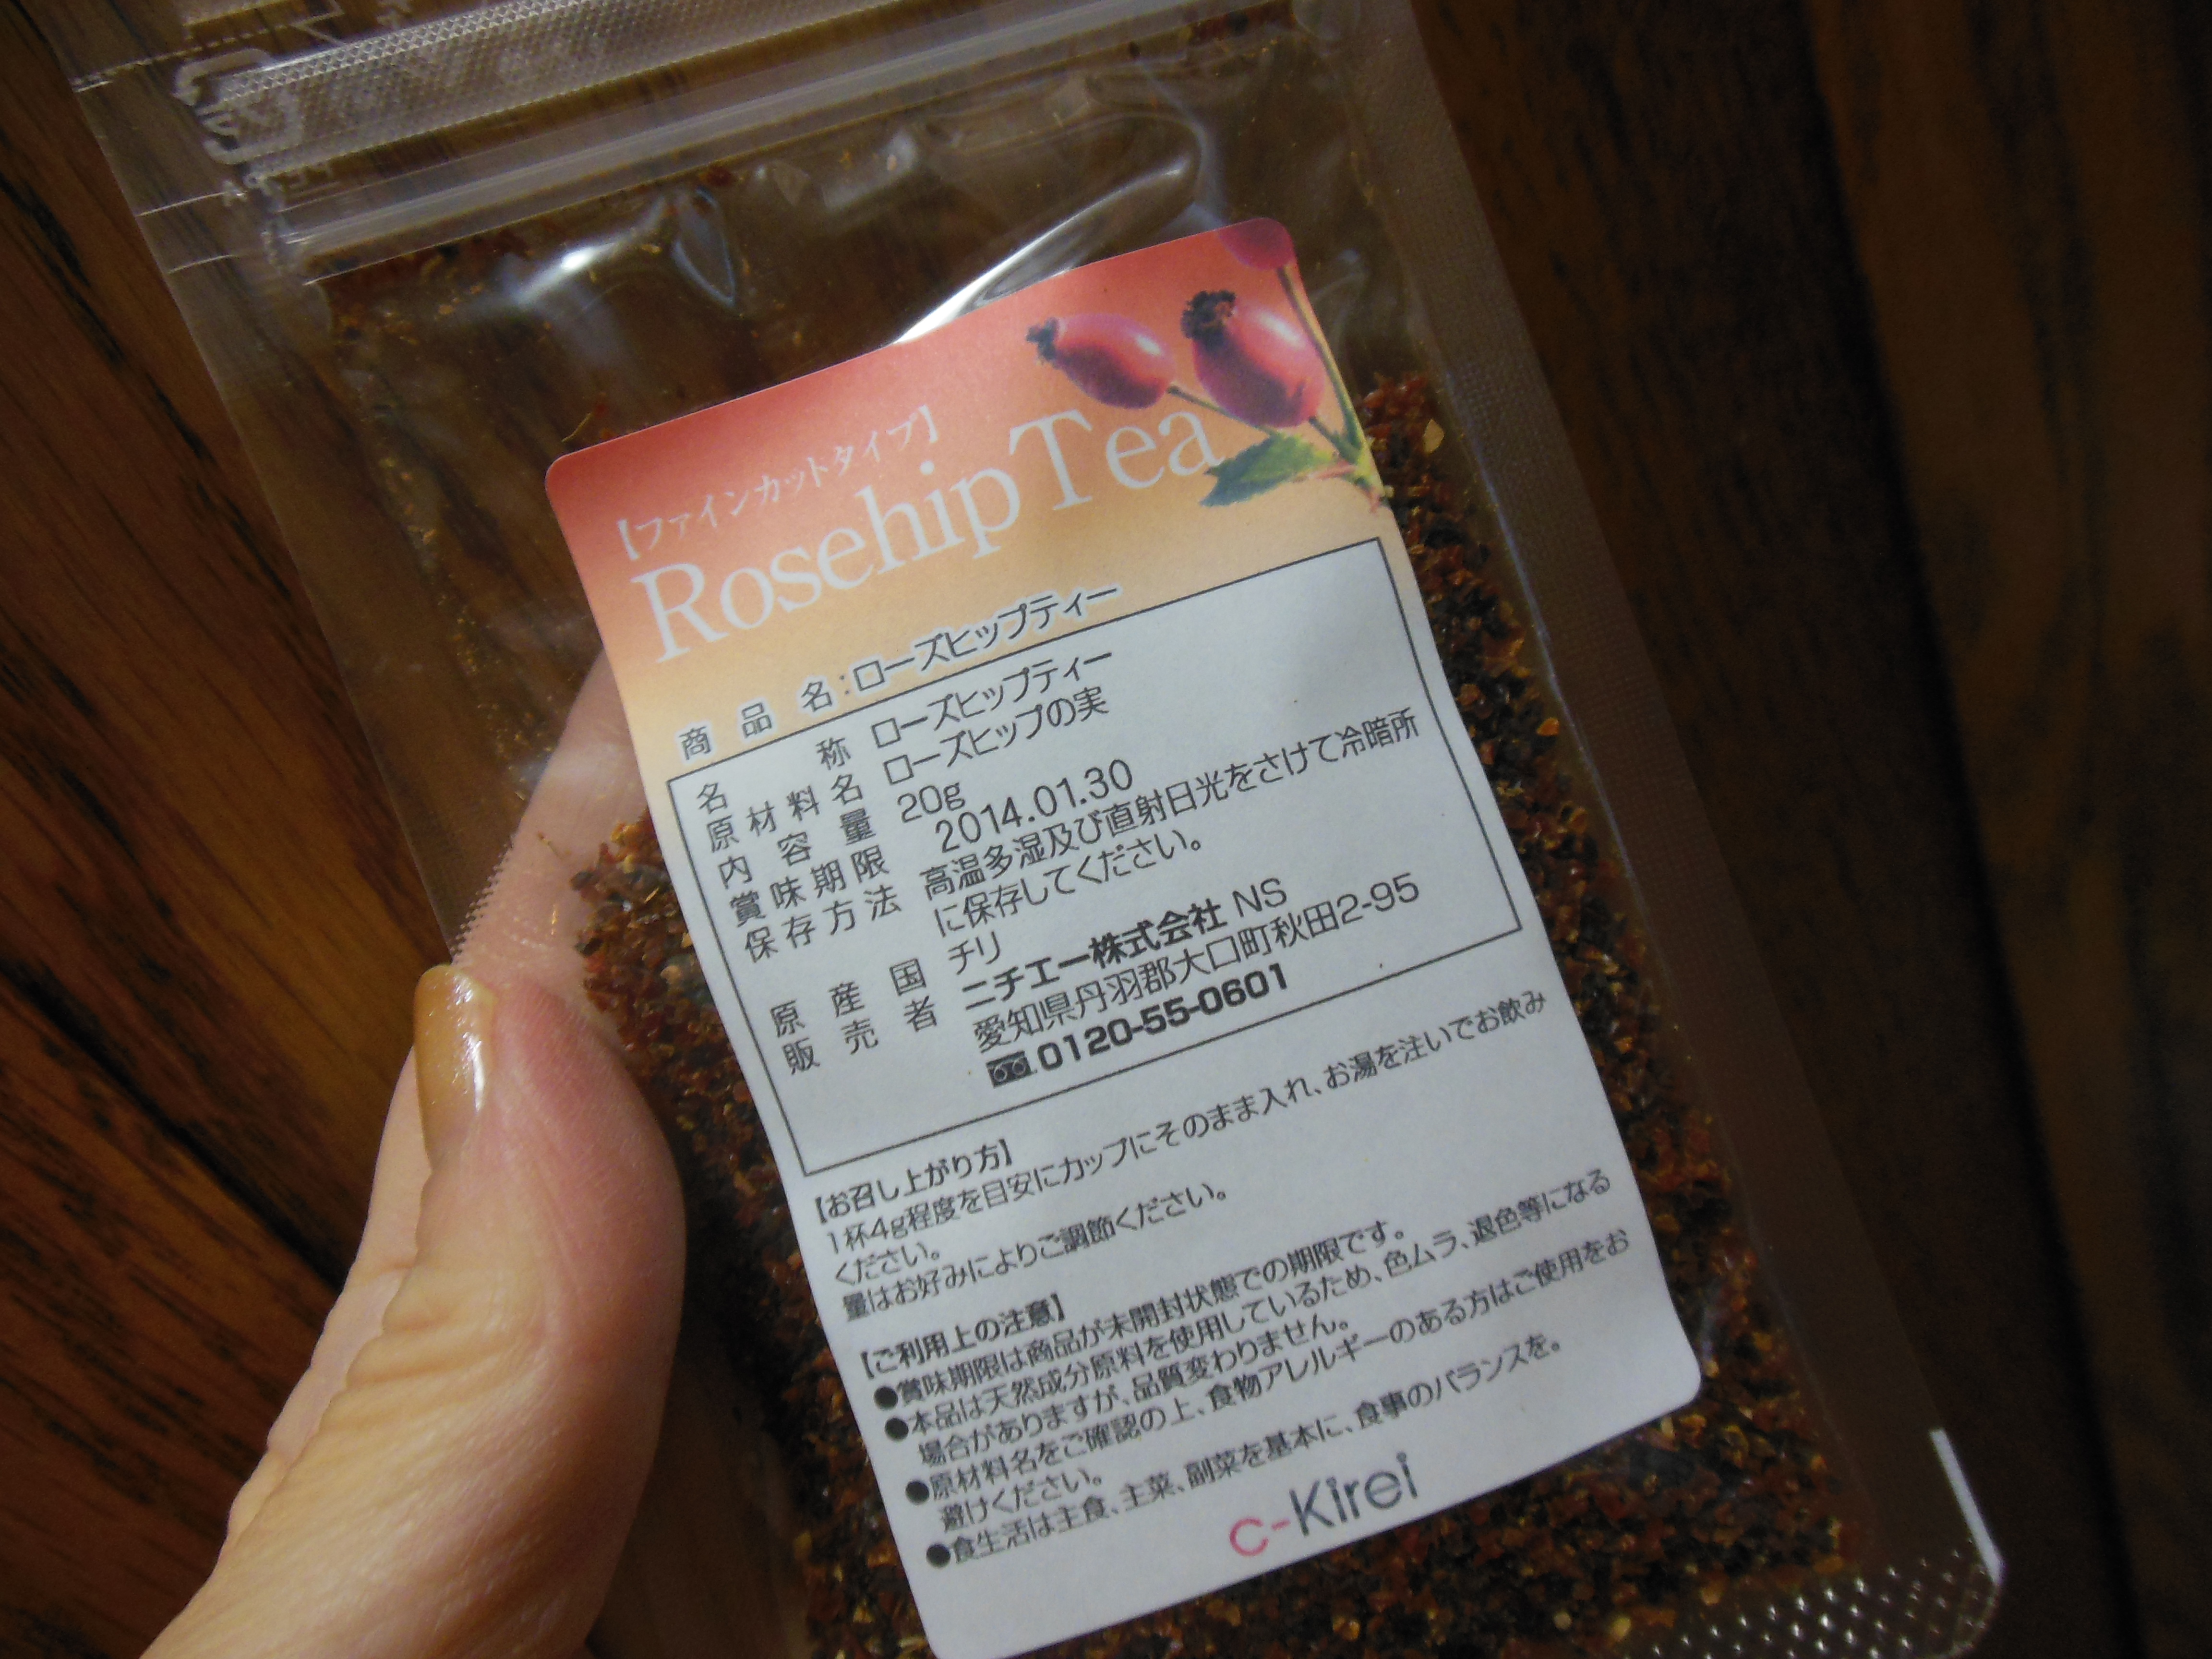 【ファインカットタイプ】
Rosehip Tea
商品名：ローズヒップティー
名称 ローズヒップティー
原材料名 ローズヒップの実
内容量 20g
賞味期限 2014.01.30
保存方法 高温多湿及び直射日光をさけて冷暗所
に保存してください。
原産国 チリ
販売者 ニチエー株式会社 NS
愛知県丹羽郡大口町秋田2-95
0120-55-0601
【お召し上がり方】
1杯4g程度を目安にカップにそのまま入れ、お湯を注いでお飲み
ください。
量はお好みによりご調節ください。
【ご利用上の注意】
●賞味期限は商品が未開封状態での期限です。
●本品は天然成分原料を使用しているため、色ムラ、退色等になる
場合がありますが、品質変わりません。
●原材料名をご確認の上、食物アレルギーのある方はご使用をお
避けください。
●食生活は主食、主菜、副菜を基本に、食事のバランスを。
c-Kirei